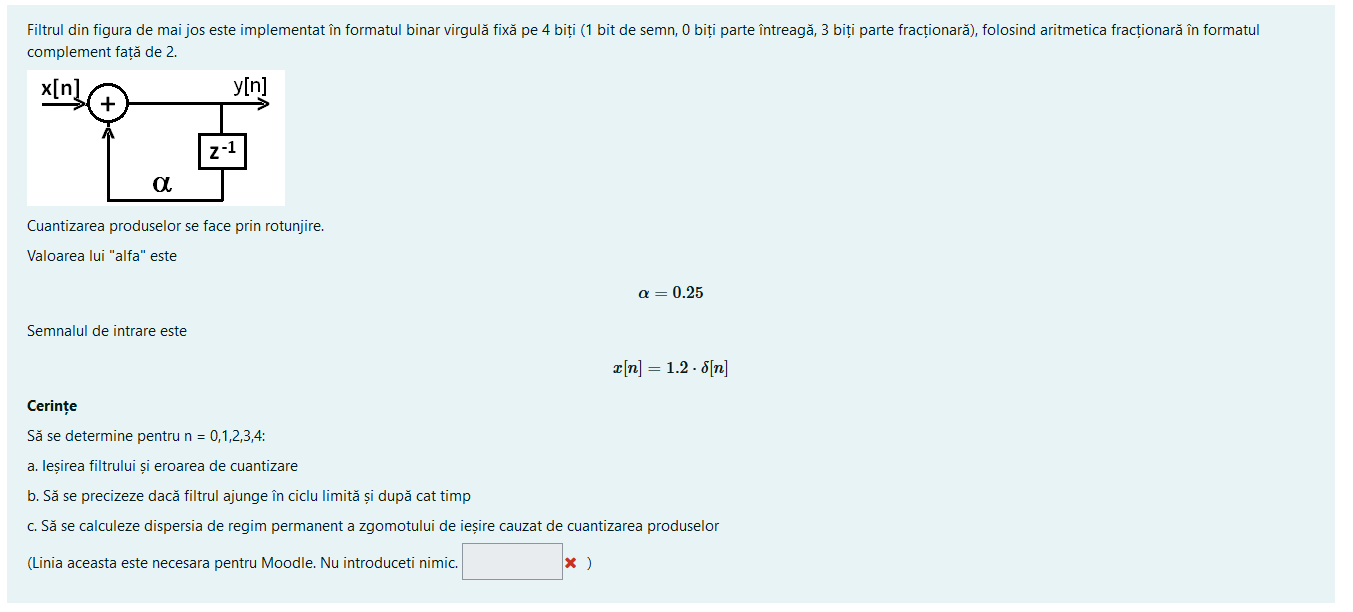 Filtrul din figura de mai jos este implementat în formatul binar virgulă fixă pe 4 biți (1 bit de semn, 0 biți parte întreagă, 3 biți parte fracționară), folosind aritmetica fracționară în formatul
complement față de 2.
x[n]
y[n]
+
z⁻¹
α
Cuantizarea produselor se face prin rotunjire.
Valoarea lui "alfa" este
α = 0.25
Semnalul de intrare este
x[n] = 1.2 · δ[n]
Cerințe
Să se determine pentru n = 0,1,2,3,4:
a. Ieșirea filtrului și eroarea de cuantizare
b. Să se precizeze dacă filtrul ajunge în ciclu limită și după cat timp
c. Să se calculeze dispersia de regim permanent a zgomotului de ieșire cauzat de cuantizarea produselor
(Linia aceasta este necesara pentru Moodle. Nu introduceti nimic. )